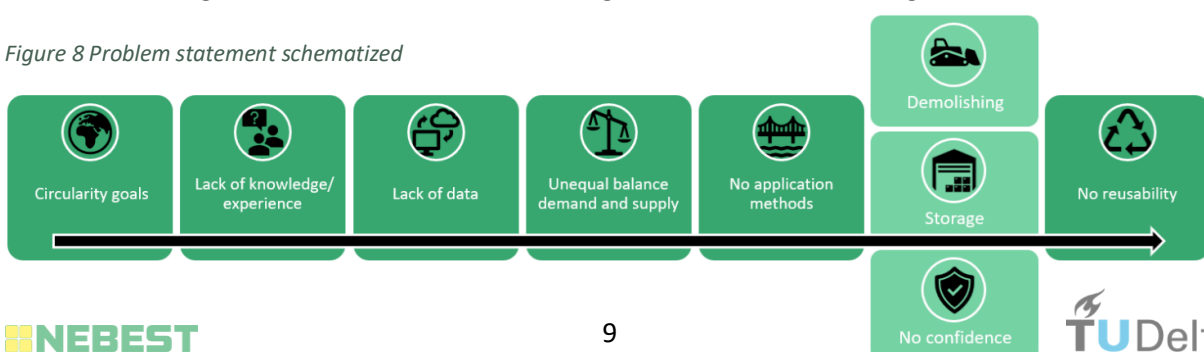 Figure 8 Problem statement schematized
Demolishing
Circularity goals
Lack of knowledge/
experience
Lack of data
Unequal balance
demand and supply
No application
methods
Storage
No reusability
No confidence
NEBEST
9
TUDelf